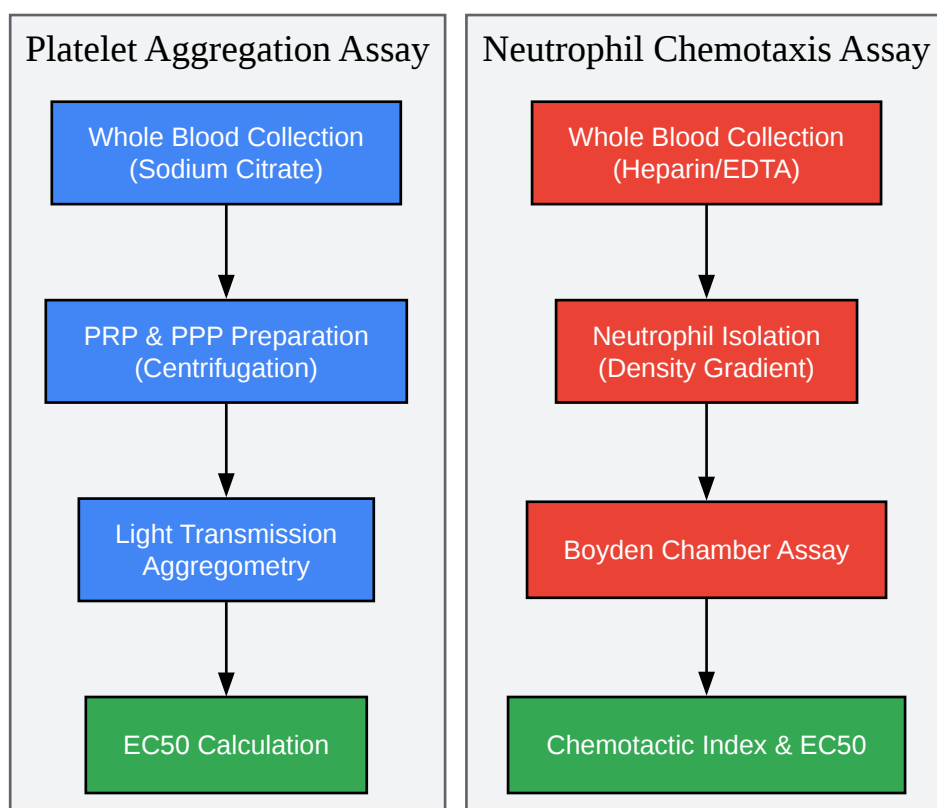 Platelet Aggregation Assay
Whole Blood Collection
(Sodium Citrate)
PRP & PPP Preparation
(Centrifugation)
Light Transmission
Aggregometry
EC50 Calculation
Neutrophil Chemotaxis Assay
Whole Blood Collection
(Heparin/EDTA)
Neutrophil Isolation
(Density Gradient)
Boyden Chamber Assay
Chemotactic Index & EC50